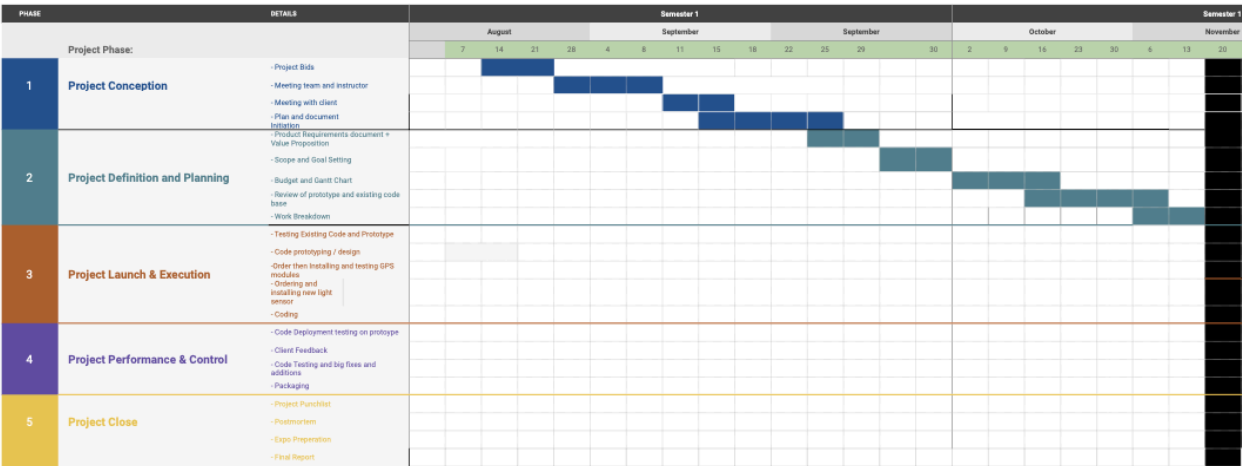 PHASE DETAILS Semester 1 Semester 1
August September September October November
Project Phase: 7 14 21 28 4 8 11 15 18 22 25 29 30 2 9 16 23 30 6 13 20
1 Project Conception
- Project Bids
- Meeting team and instructor
- Meeting with client
- Plan and document
Initiation
2 Project Definition and Planning
- Product Requirements document +
Value Proposition
- Scope and Goal Setting
- Budget and Gantt Chart
- Review of prototype and existing code
base
- Work Breakdown
3 Project Launch & Execution
- Testing Existing Code and Prototype
- Code prototyping / design
-Order then Installing and testing GPS
modules
- Ordering and
installing new light
sensor
- Coding
4 Project Performance & Control
- Code Deployment testing on protoype
- Client Feedback
- Code Testing and big fixes and
additions
- Packaging
5 Project Close
- Project Punchlist
- Postmortem
- Expo Preperation
- Final Report